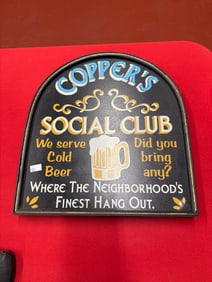 COPPER'S
SOCIAL CLUB
We serve
Cold
Beer
Did you
bring
any?
WHERE THE NEIGHBORHOOD'S
FINEST HANG OUT.